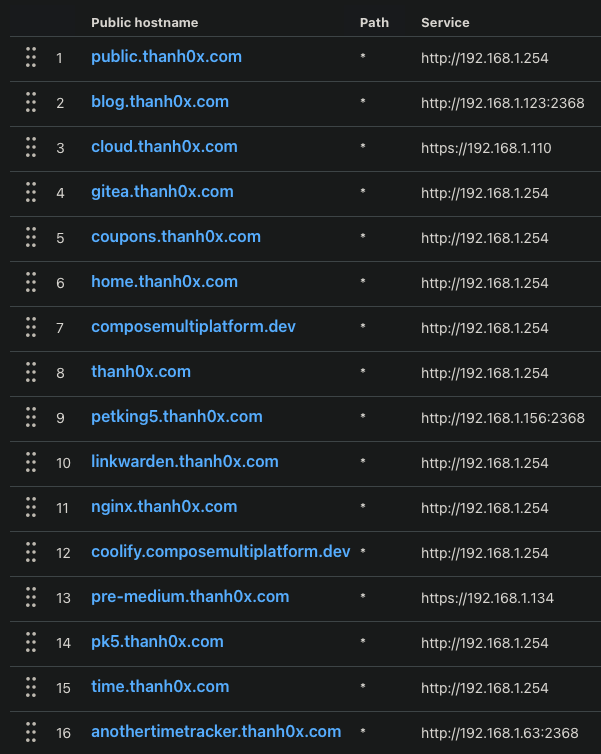 Public hostname Path Service
1 public.thanh0x.com * http://192.168.1.254
2 blog.thanh0x.com * http://192.168.1.123:2368
3 cloud.thanh0x.com * https://192.168.1.110
4 gitea.thanh0x.com * http://192.168.1.254
5 coupons.thanh0x.com * http://192.168.1.254
6 home.thanh0x.com * http://192.168.1.254
7 composemultiplatform.dev * http://192.168.1.254
8 thanh0x.com * http://192.168.1.254
9 petking5.thanh0x.com * http://192.168.1.156:2368
10 linkwarden.thanh0x.com * http://192.168.1.254
11 nginx.thanh0x.com * http://192.168.1.254
12 coolify.composemultiplatform.dev * http://192.168.1.254
13 pre-medium.thanh0x.com * https://192.168.1.134
14 pk5.thanh0x.com * http://192.168.1.254
15 time.thanh0x.com * http://192.168.1.254
16 anothertimetracker.thanh0x.com * http://192.168.1.63:2368